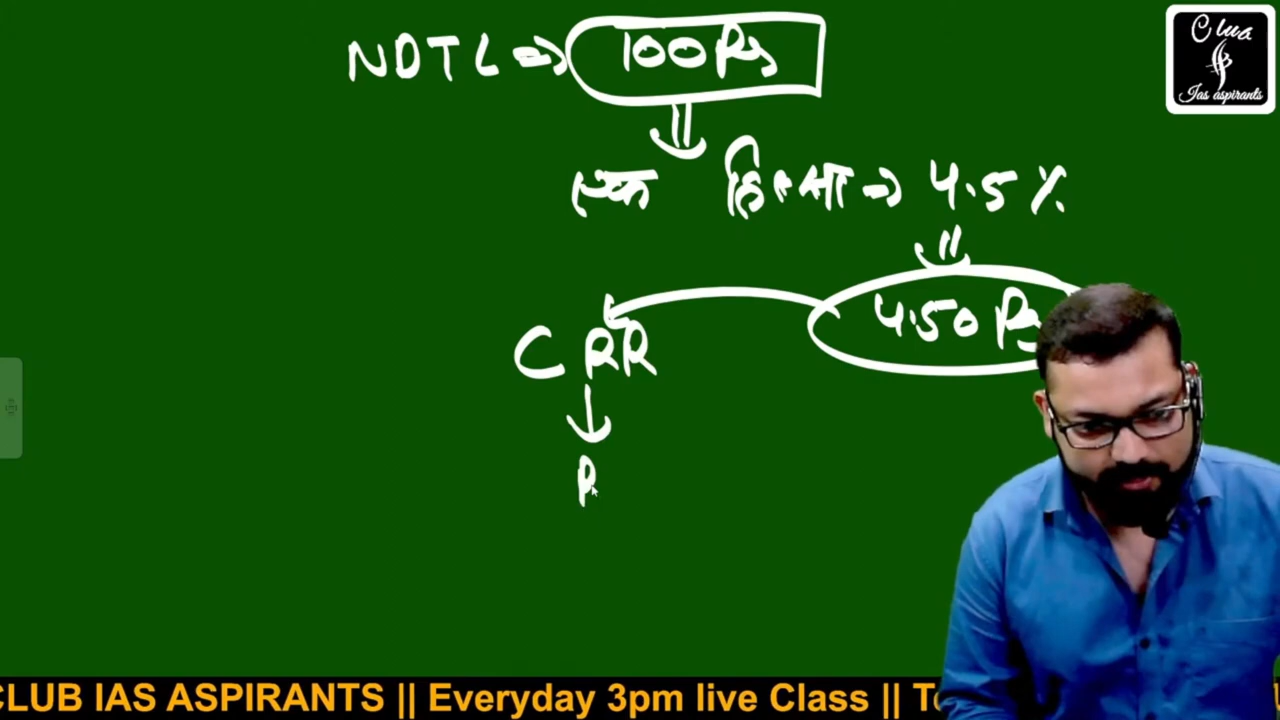 NDTL ⇒ 100 Rs
एक हिस्सा ⇒ 4.5 %
4.50 Rs
CRR
R
Club
Ias aspirants
CLUB IAS ASPIRANTS || Everyday 3pm live Class || T